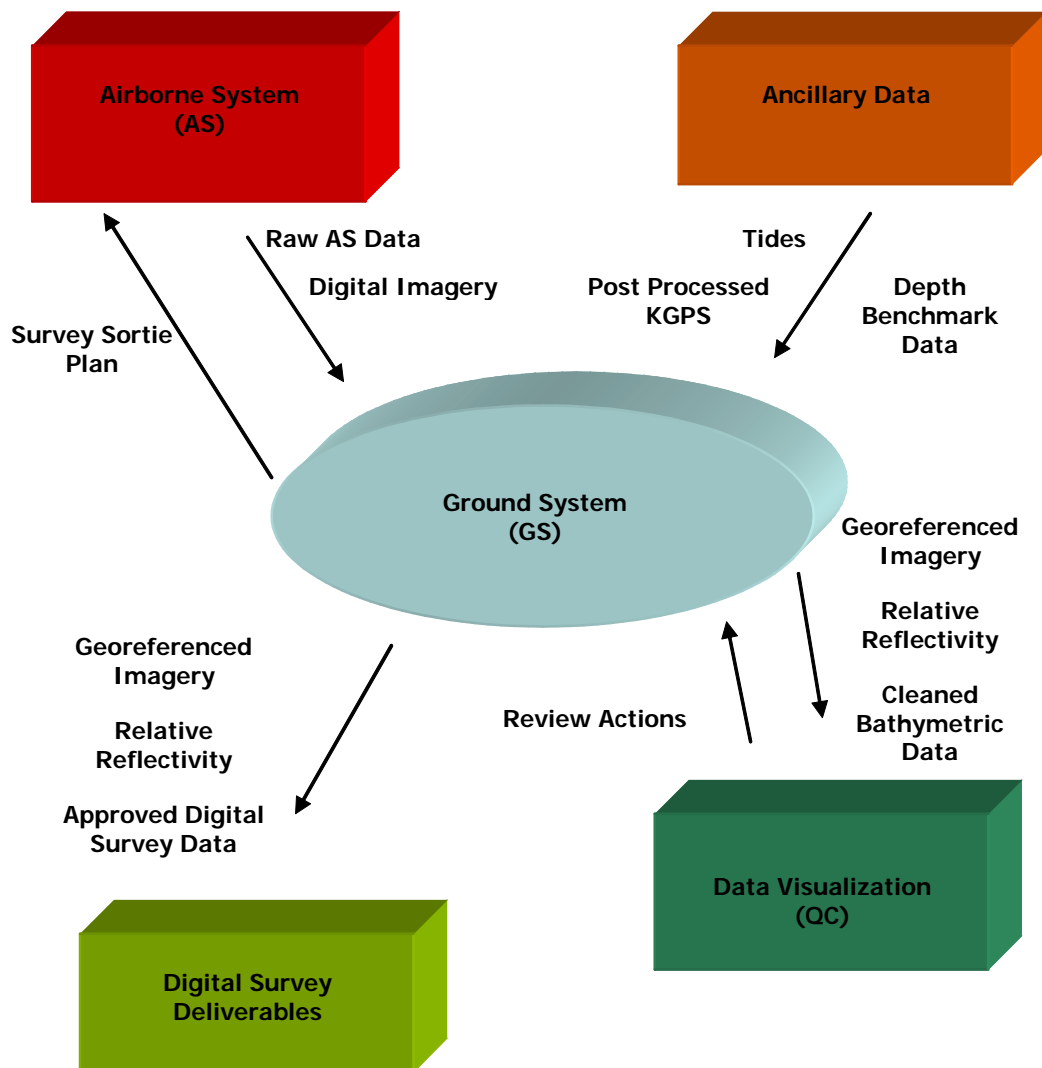 Airborne System
(AS)
Ancillary Data
Raw AS Data
Digital Imagery
Tides
Post Processed
KGPS
Depth
Benchmark
Data
Survey Sortie
Plan
Ground System
(GS)
Georeferenced
Imagery
Relative
Reflectivity
Cleaned
Bathymetric
Data
Review Actions
Georeferenced
Imagery
Relative
Reflectivity
Approved Digital
Survey Data
Data Visualization
(QC)
Digital Survey
Deliverables